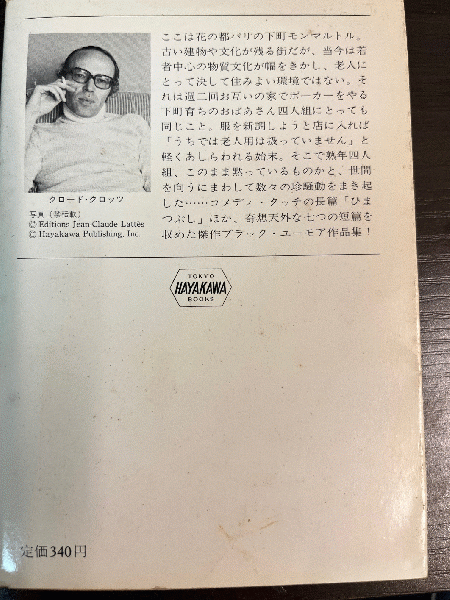 ここは花の都パリの下町モンマルトル。
古い建物や文化が残る街だが、当今は若
者中心の物質文化が幅をきかし、老人に
とって決して住みよい環境ではない。そ
れは週二回お互いの家でポーカーをやる
下町育ちのおばあさん四人組にとっても
同じこと。服を新調しようと店に入れば
「うちでは老人用は扱っていません」と
軽くあしらわれる始末。そこで熟年四人
組、このまま黙っているものかと、世間
を向うにまわして数々の珍騒動をまき起
した……コメディ・タッチの長篇「ひま
つぶし」ほか、奇想天外な七つの短篇を
収めた傑作ブラック・ユーモア作品集!
クロード・クロッツ
写真(禁転載)
© Editions Jean-Claude Lattès
© Hayakawa Publishing, Inc.
TOKYO
HAYAKAWA
BOOKS
定価340円